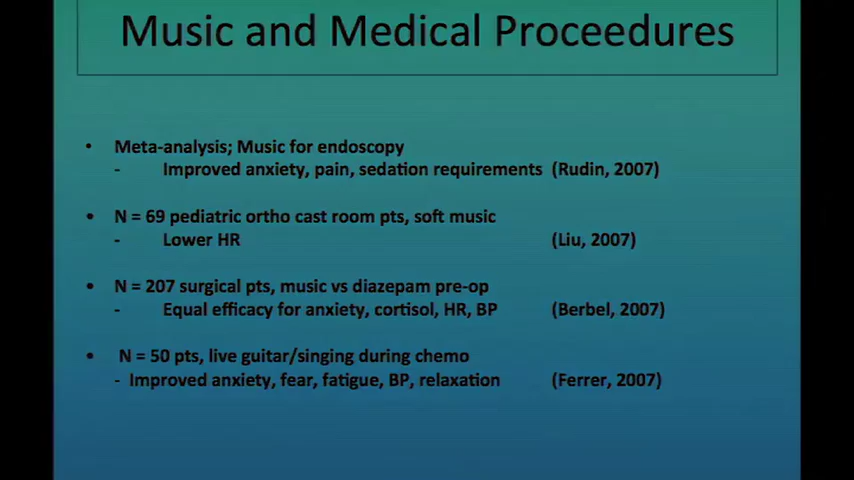 Music and Medical Proceedures
• Meta-analysis; Music for endoscopy
- Improved anxiety, pain, sedation requirements (Rudin, 2007)
• N = 69 pediatric ortho cast room pts, soft music
- Lower HR (Liu, 2007)
• N = 207 surgical pts, music vs diazepam pre-op
- Equal efficacy for anxiety, cortisol, HR, BP (Berbel, 2007)
• N = 50 pts, live guitar/singing during chemo
- Improved anxiety, fear, fatigue, BP, relaxation (Ferrer, 2007)